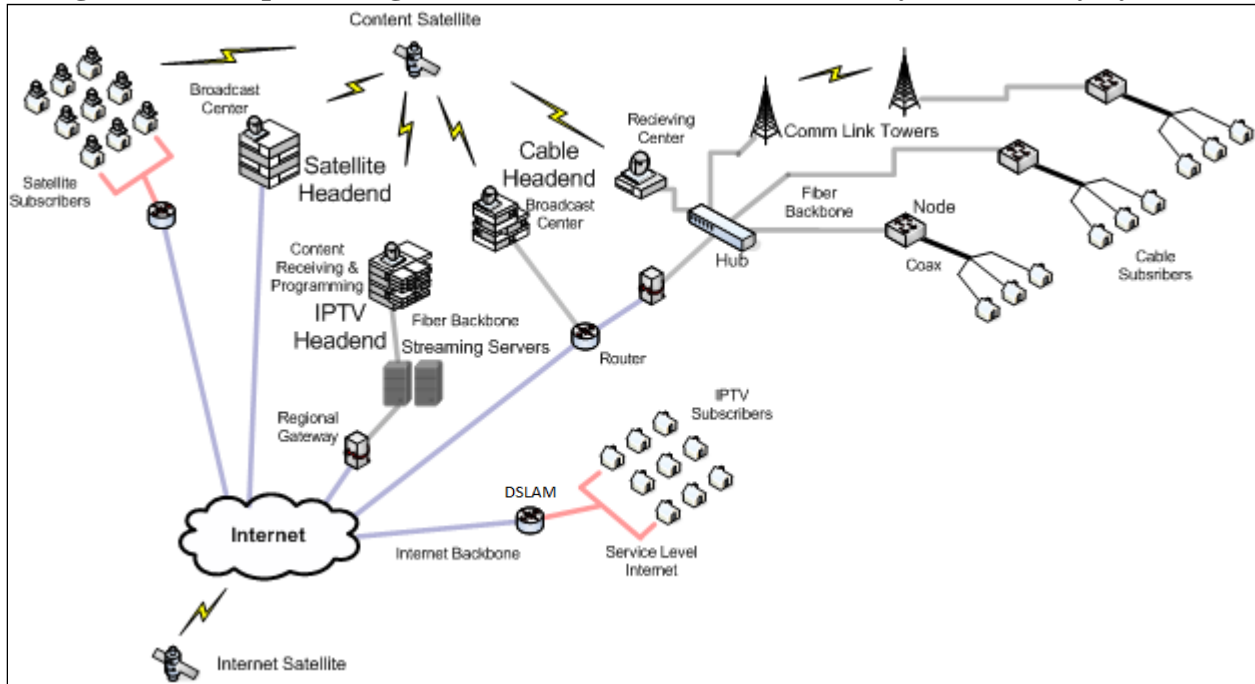 Content Satellite
Broadcast
Center
Satellite
Headend
Satellite
Subscribers
Content
Receiving &
Programming
IPTV
Headend
Fiber Backbone
Streaming Servers
Regional
Gateway
Cable
Headend
Broadcast
Center
Recieving
Center
Comm Link Towers
Fiber
Backbone
Hub
Node
Coax
Cable
Subsribers
Router
IPTV
Subscribers
DSLAM
Service Level
Internet
Internet
Internet Backbone
Internet Satellite